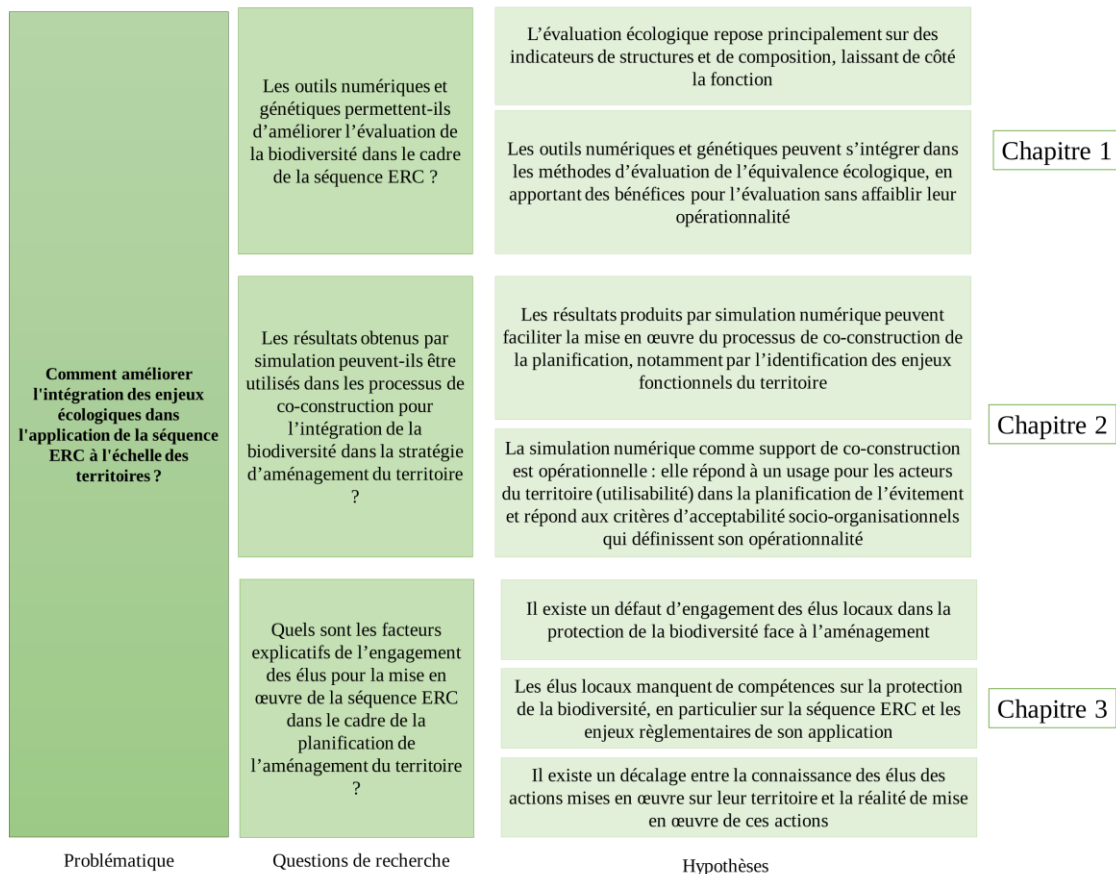 Comment améliorer
l'intégration des enjeux
écologiques dans
l'application de la séquence
ERC à l'échelle des
territoires ?
Problématique
Les outils numériques et
génétiques permettent-ils
d’améliorer l’évaluation de
la biodiversité dans le cadre
de la séquence ERC ?
Les résultats obtenus par
simulation peuvent-ils être
utilisés dans les processus de
co-construction pour
l’intégration de la
biodiversité dans la stratégie
d’aménagement du territoire
?
Quels sont les facteurs
explicatifs de l’engagement
des élus pour la mise en
œuvre de la séquence ERC
dans le cadre de la
planification de
l’aménagement du territoire
?
Questions de recherche
L’évaluation écologique repose principalement sur des
indicateurs de structures et de composition, laissant de côté
la fonction
Les outils numériques et génétiques peuvent s’intégrer dans
les méthodes d’évaluation de l’équivalence écologique, en
apportant des bénéfices pour l’évaluation sans affaiblir leur
opérationnalité
Les résultats produits par simulation numérique peuvent
faciliter la mise en œuvre du processus de co-construction de
la planification, notamment par l’identification des enjeux
fonctionnels du territoire
La simulation numérique comme support de co-construction
est opérationnelle : elle répond à un usage pour les acteurs
du territoire (utilisabilité) dans la planification de l’évitement
et répond aux critères d’acceptabilité socio-organisationnels
qui définissent son opérationnalité
Il existe un défaut d’engagement des élus locaux dans la
protection de la biodiversité face à l’aménagement
Les élus locaux manquent de compétences sur la protection
de la biodiversité, en particulier sur la séquence ERC et les
enjeux règlementaires de son application
Il existe un décalage entre la connaissance des élus des
actions mises en œuvre sur leur territoire et la réalité de mise
en œuvre de ces actions
Hypothèses
Chapitre 1
Chapitre 2
Chapitre 3